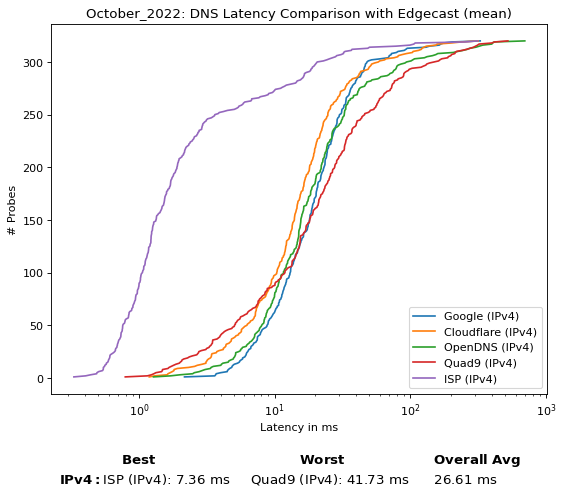 October_2022: DNS Latency Comparison with Edgecast (mean)
# Probes
300
250
200
150
100
50
0
Google (IPv4)
Cloudflare (IPv4)
OpenDNS (IPv4)
Quad9 (IPv4)
ISP (IPv4)
10⁰ 10¹ 10² 10³
Latency in ms
Best Worst Overall Avg
IPv4: ISP (IPv4): 7.36 ms Quad9 (IPv4): 41.73 ms 26.61 ms